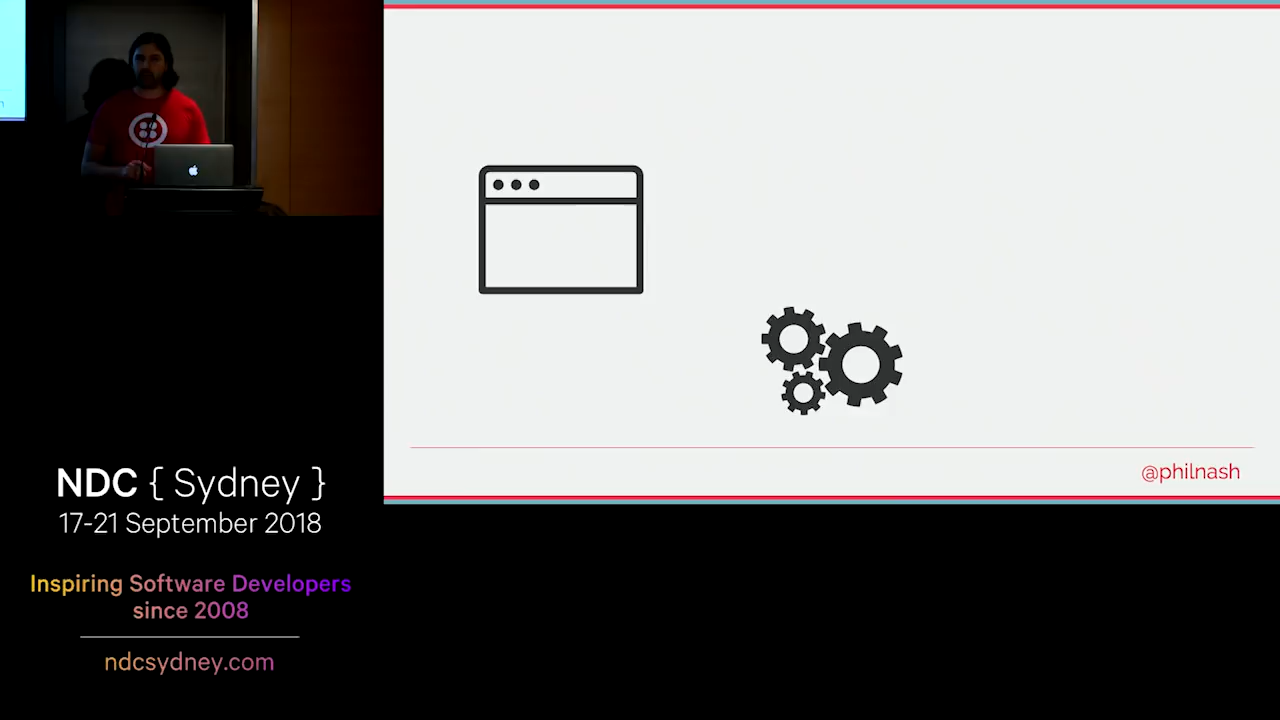 NDC { Sydney }
17-21 September 2018
Inspiring Software Developers
since 2008
ndcsydney.com
@philnash